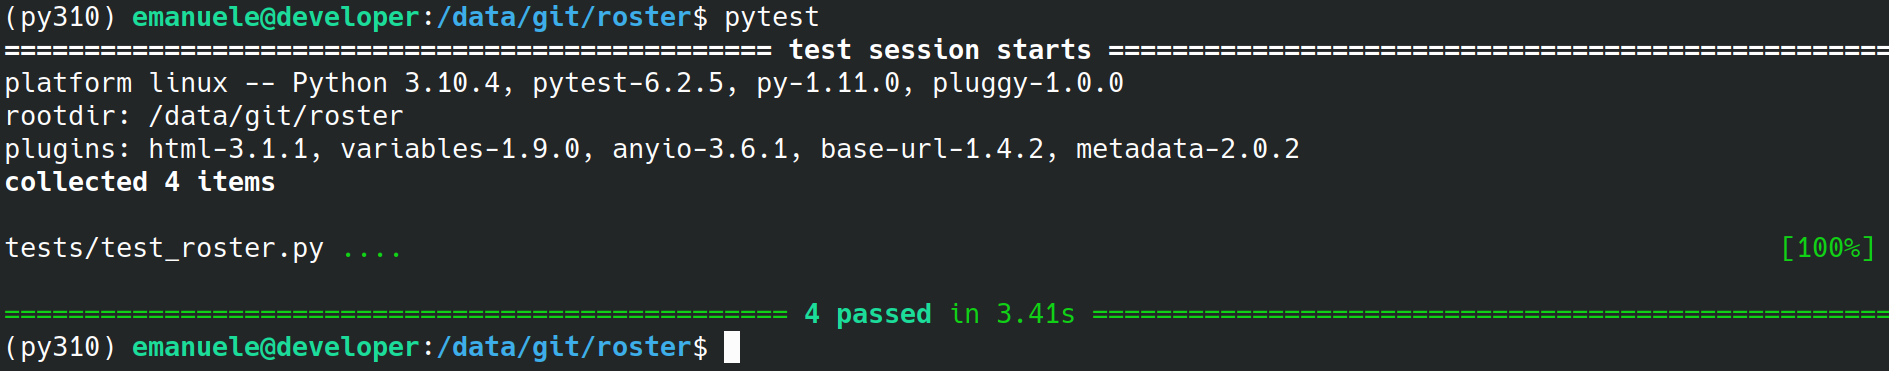 (py310) emanuele@developer:/data/git/roster$ pytest
================================================ test session starts =================================================
platform linux -- Python 3.10.4, pytest-6.2.5, py-1.11.0, pluggy-1.0.0
rootdir: /data/git/roster
plugins: html-3.1.1, variables-1.9.0, anyio-3.6.1, base-url-1.4.2, metadata-2.0.2
collected 4 items
tests/test_roster.py .... [100%]
================================================= 4 passed in 3.41s ==================================================
(py310) emanuele@developer:/data/git/roster$